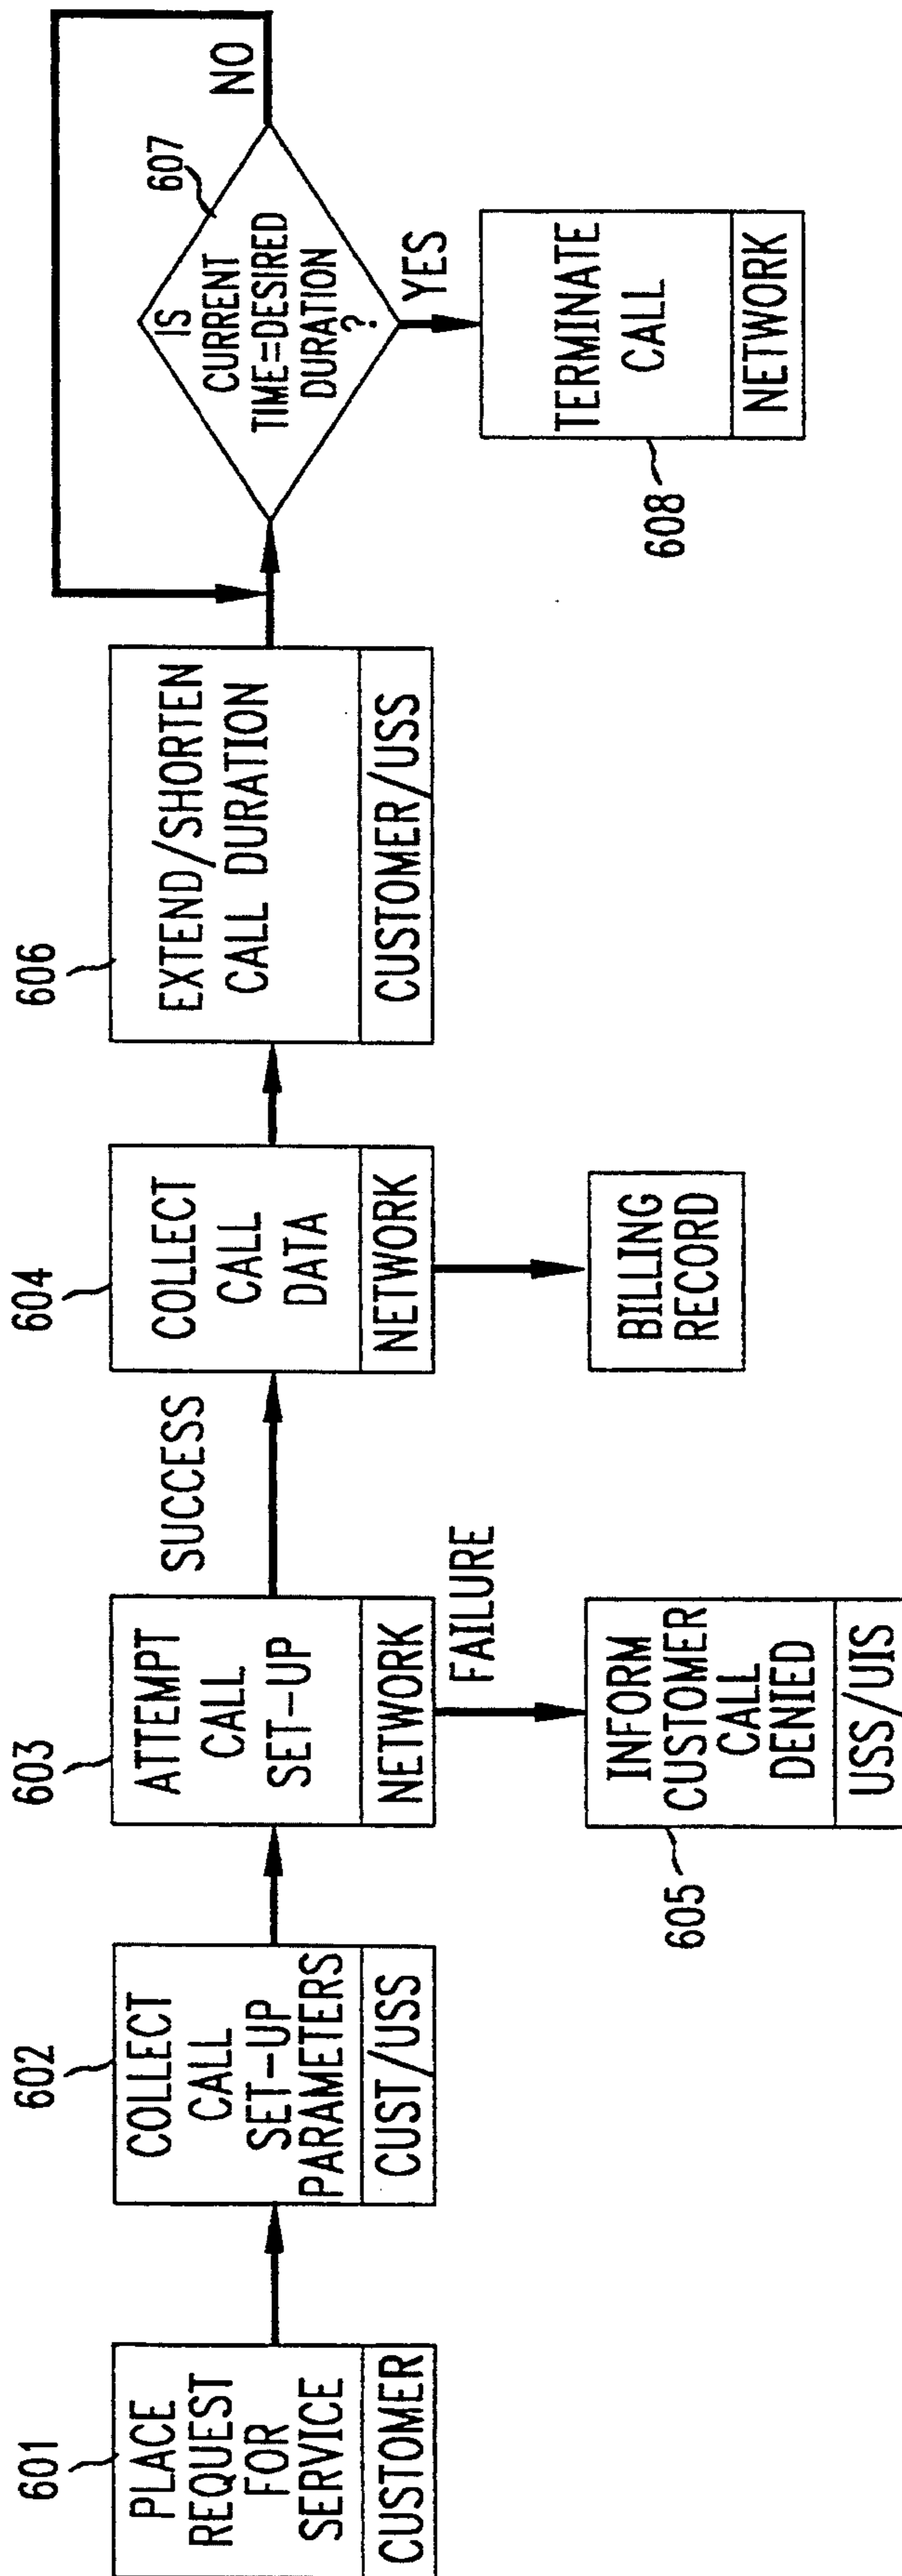 601
PLACE
REQUEST
FOR
SERVICE
CUSTOMER
602
COLLECT
CALL
SET-UP
PARAMETERS
CUST/USS
603
ATTEMPT
CALL
SET-UP
NETWORK
SUCCESS
FAILURE
605
INFORM
CUSTOMER
CALL
DENIED
USS/UIS
604
COLLECT
CALL
DATA
NETWORK
BILLING
RECORD
606
EXTEND/SHORTEN
CALL DURATION
CUSTOMER/USS
607
IS
CURRENT
TIME=DESIRED
DURATION
?
NO
YES
608
TERMINATE
CALL
NETWORK